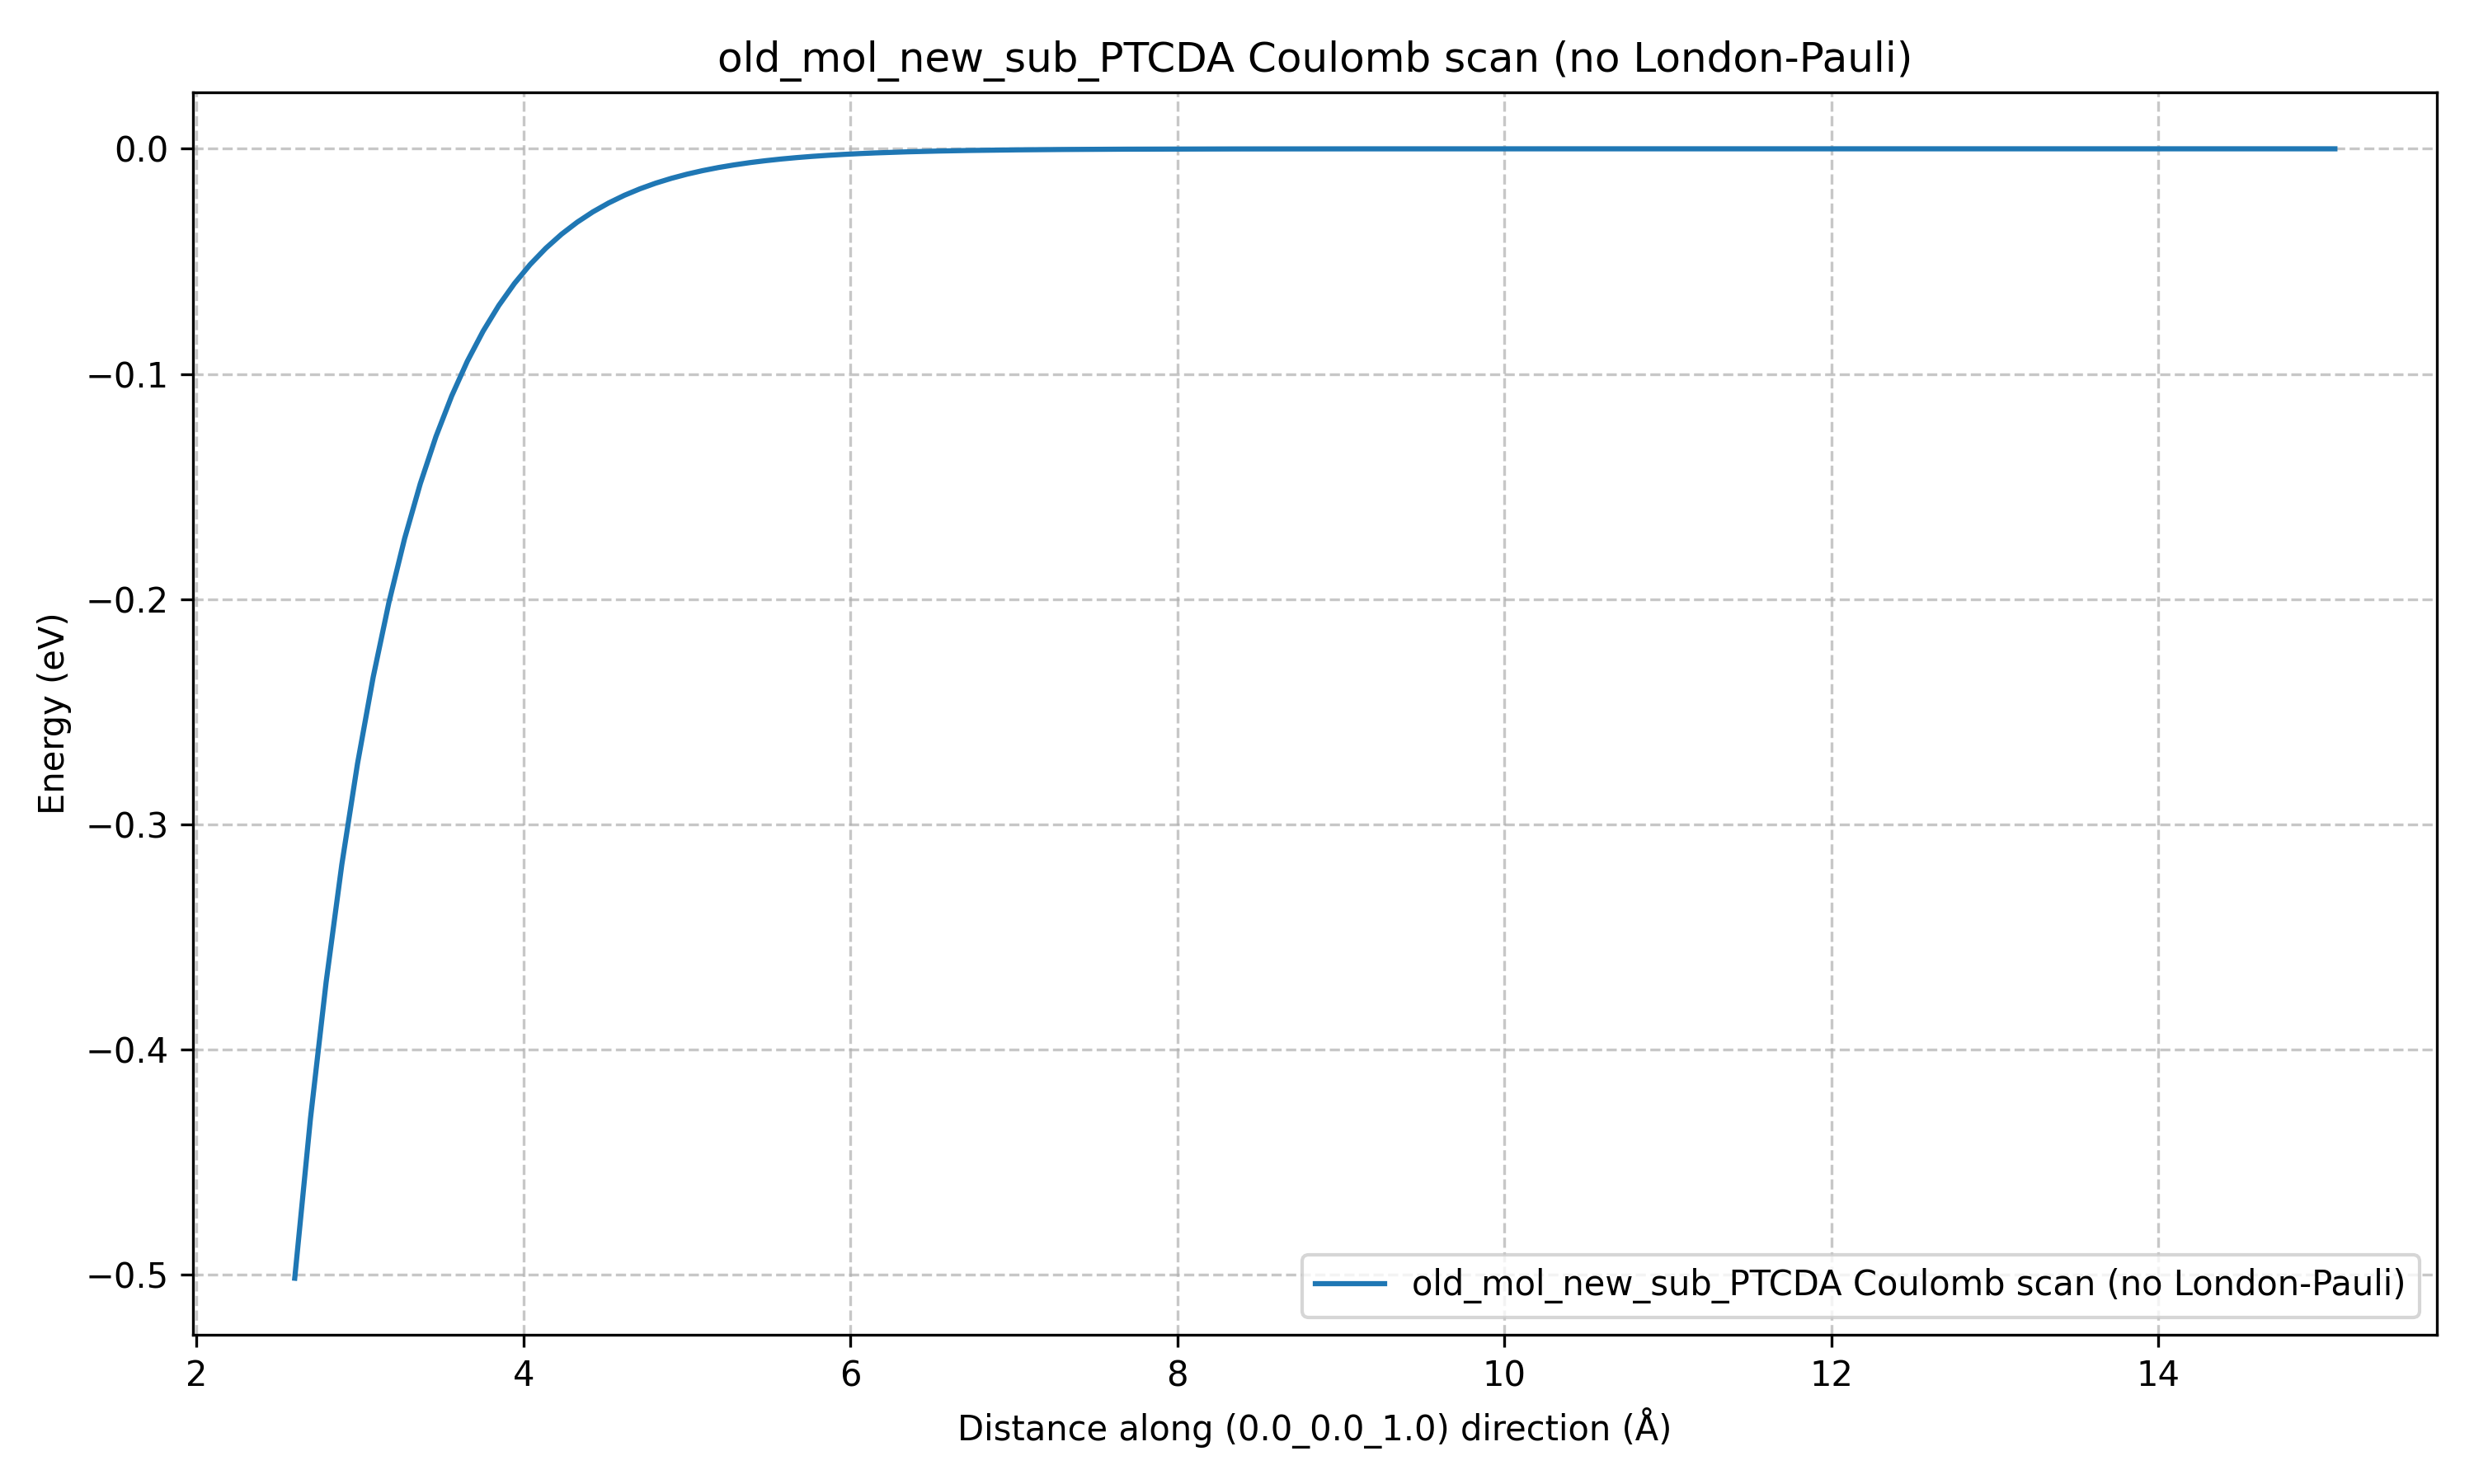 old_mol_new_sub_PTCDA Coulomb scan (no London-Pauli)
0.0
−0.1
−0.2
−0.3
−0.4
−0.5
Energy (eV)
old_mol_new_sub_PTCDA Coulomb scan (no London-Pauli)
2 4 6 8 10 12 14
Distance along (0.0_0.0_1.0) direction (Å)